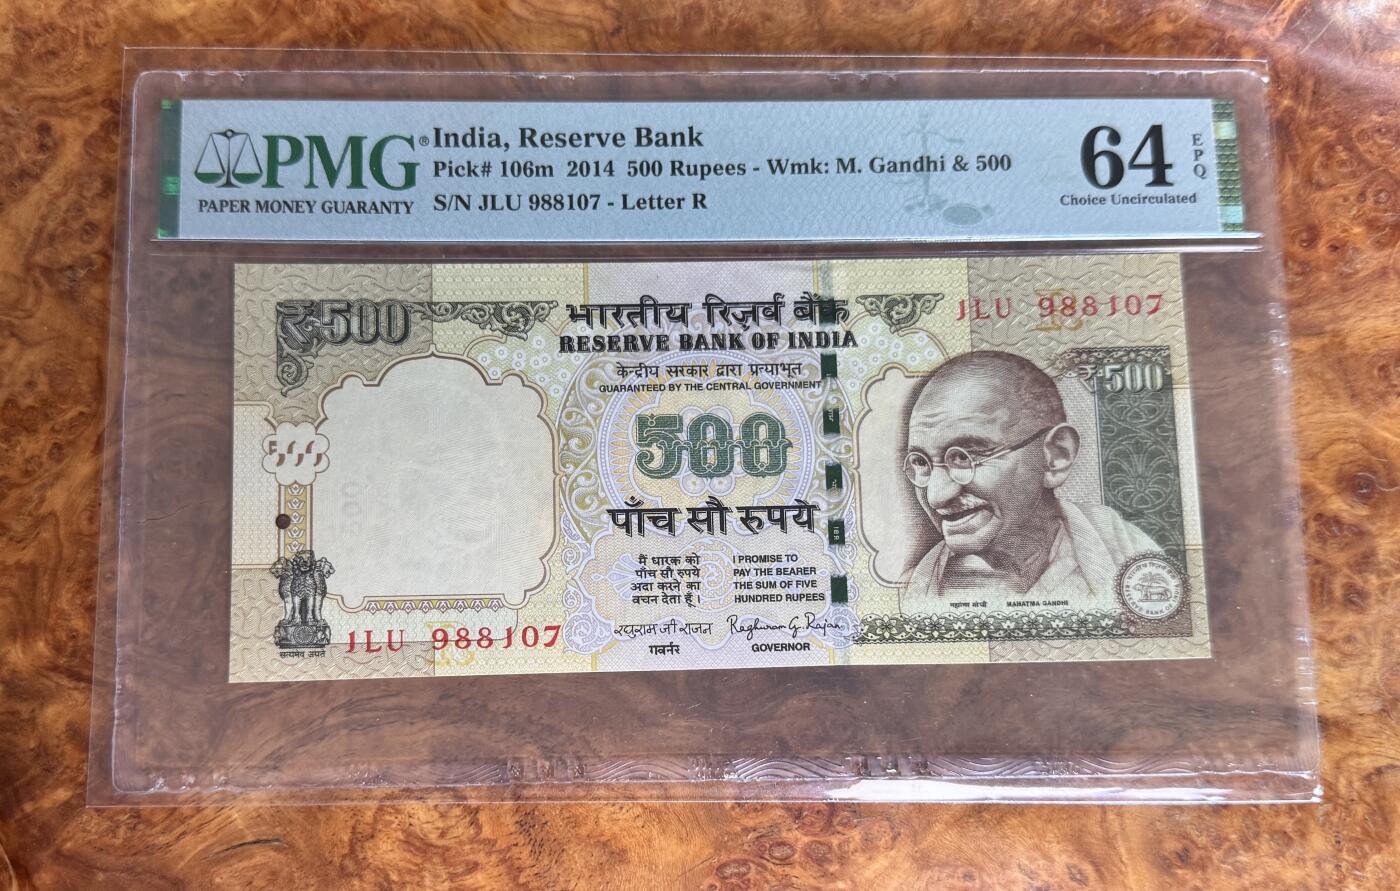 PMG®
PAPER MONEY GUARANTY
India, Reserve Bank
Pick# 106m 2014 500 Rupees - Wmk: M. Gandhi & 500
S/N JLU 988107 - Letter R
64
EPQ
Choice Uncirculated
₹500
भारतीय रिज़र्व बैंक
RESERVE BANK OF INDIA
केन्द्रीय सरकार द्वारा प्रत्याभूत
GUARANTEED BY THE CENTRAL GOVERNMENT
1LU 988107
₹500
500
पाँच सौ रुपये
मैं धारक को
पाँच सौ रुपये
अदा करने का
वचन देता हूँ।
I PROMISE TO
PAY THE BEARER
THE SUM OF FIVE
HUNDRED RUPEES
रघुराम जी राजन
Raghuram G. Rajan
गवर्नर
GOVERNOR
महात्मा गांधी
MAHATMA GANDHI
सत्यमेव जयते
1LU 988107